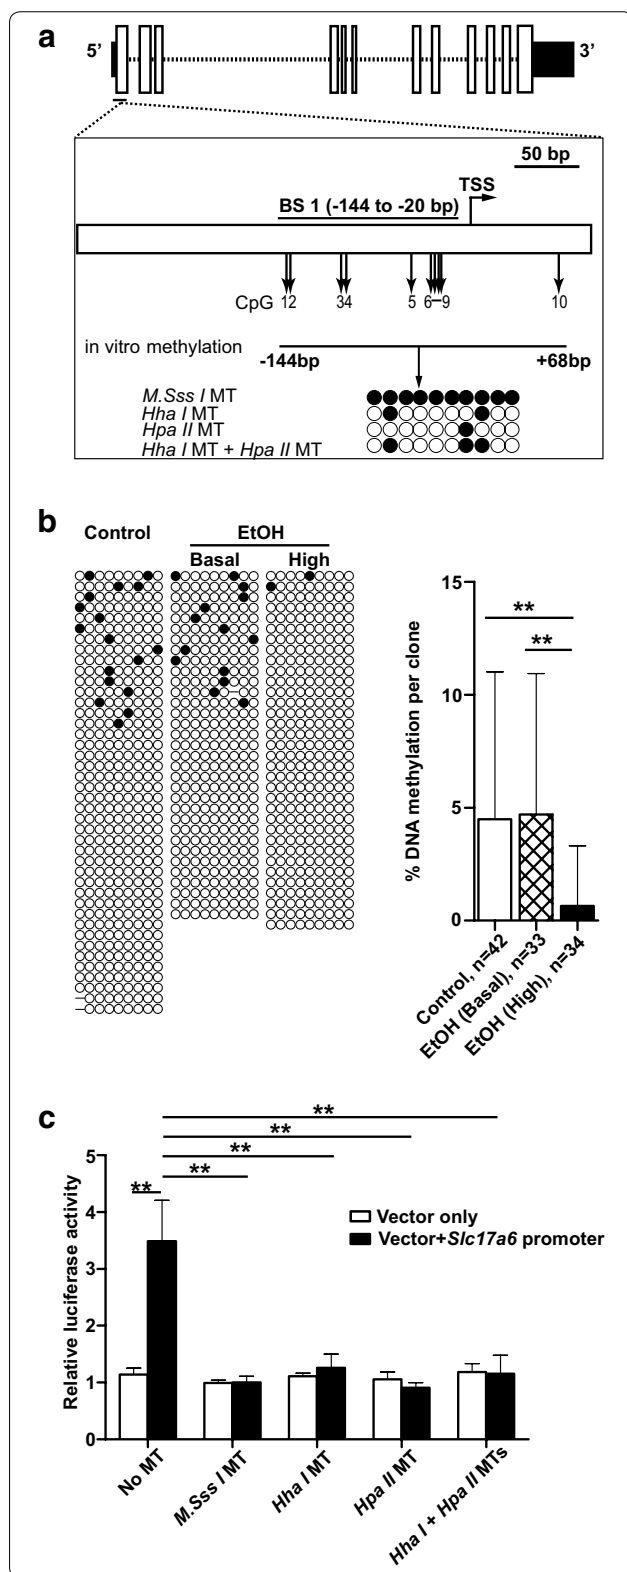 a
5’ 3’
50 bp
TSS
BS 1 (-144 to -20 bp)
CpG 12 34 5 6–9 10
in vitro methylation
-144bp +68bp
M.Sss I MT
Hha I MT
Hpa II MT
Hha I MT + Hpa II MT
b
Control EtOH
Basal High
% DNA methylation per clone
15
10
5
0
**
**
Control, n=42
EtOH (Basal), n=33
EtOH (High), n=34
c
Relative luciferase activity
5
4
3
2
1
0
**
**
**
**
**
Vector only
Vector+Slc17a6 promoter
No MT
M.Sss I MT
Hha I MT
Hpa II MT
Hha I + Hpa II MTs